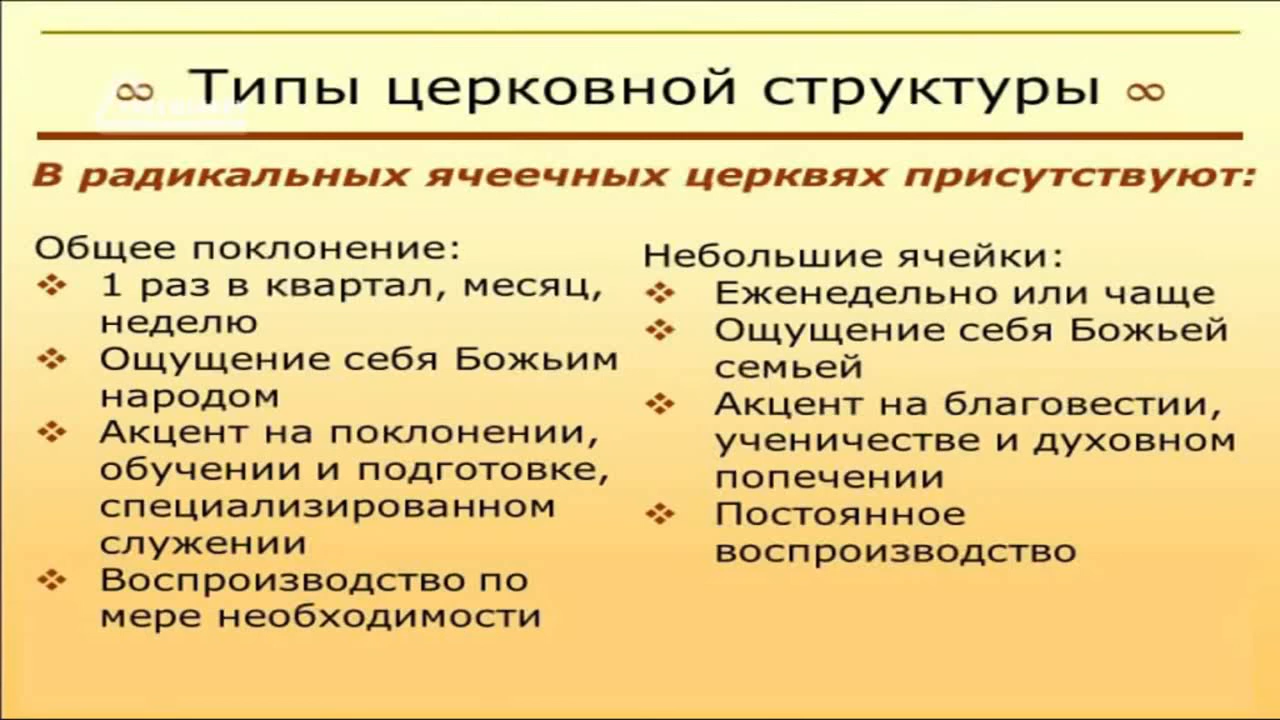 ∞ Типы церковной структуры ∞
В радикальных ячеечных церквях присутствуют:
Общее поклонение:
❖ 1 раз в квартал, месяц,
неделю
❖ Ощущение себя Божьим
народом
❖ Акцент на поклонении,
обучении и подготовке,
специализированном
служении
❖ Воспроизводство по
мере необходимости
Небольшие ячейки:
❖ Еженедельно или чаще
❖ Ощущение себя Божьей
семьей
❖ Акцент на благовестии,
ученичестве и духовном
попечении
❖ Постоянное
воспроизводство